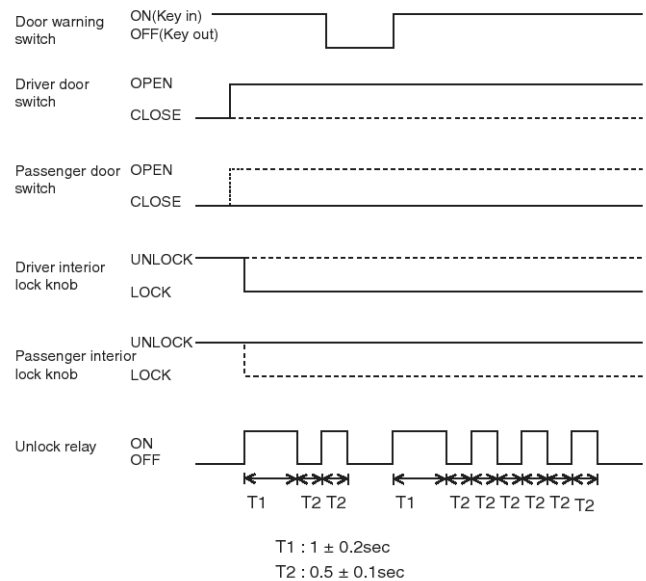 Door warning
switch
ON(Key in)
OFF(Key out)
Driver door
switch
OPEN
CLOSE
Passenger door
switch
OPEN
CLOSE
Driver interior
lock knob
UNLOCK
LOCK
Passenger interior
lock knob
UNLOCK
LOCK
Unlock relay
ON
OFF
T1 T2 T2 T1 T2 T2 T2 T2 T2 T2
T1 : 1 ± 0.2sec
T2 : 0.5 ± 0.1sec